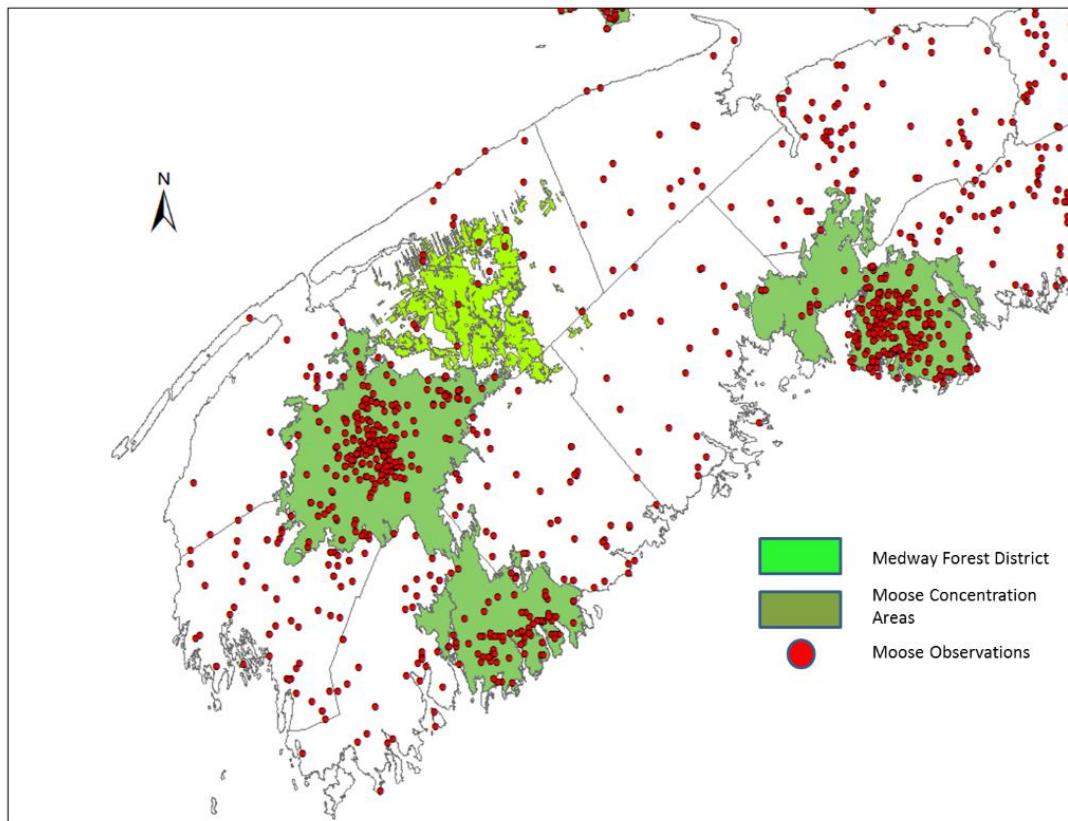 N
Medway Forest District
Moose Concentration
Areas
Moose Observations